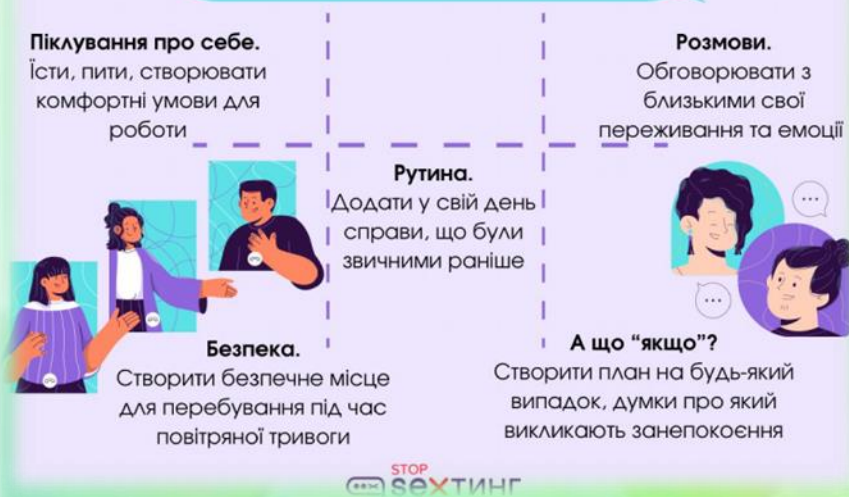 Піклування про себе.
Їсти, пити, створювати
комфортні умови для
роботи
Розмови.
Обговорювати з
близькими свої
переживання та емоції
Рутина.
Додати у свій день
справи, що були
звичними раніше
Безпека.
Створити безпечне місце
для перебування під час
повітряної тривоги
А що “якщо”?
Створити план на будь-який
випадок, думки про який
викликають занепокоєння
STOP
sexтинг